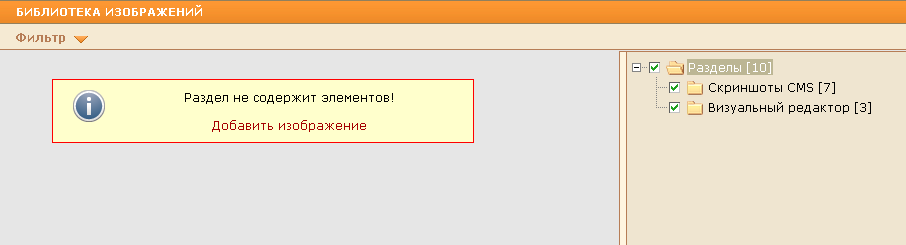 БИБЛИОТЕКА ИЗОБРАЖЕНИЙ
Фильтр
Раздел не содержит элементов!
Добавить изображение
Разделы [10]
Скриншоты CMS [7]
Визуальный редактор [3]